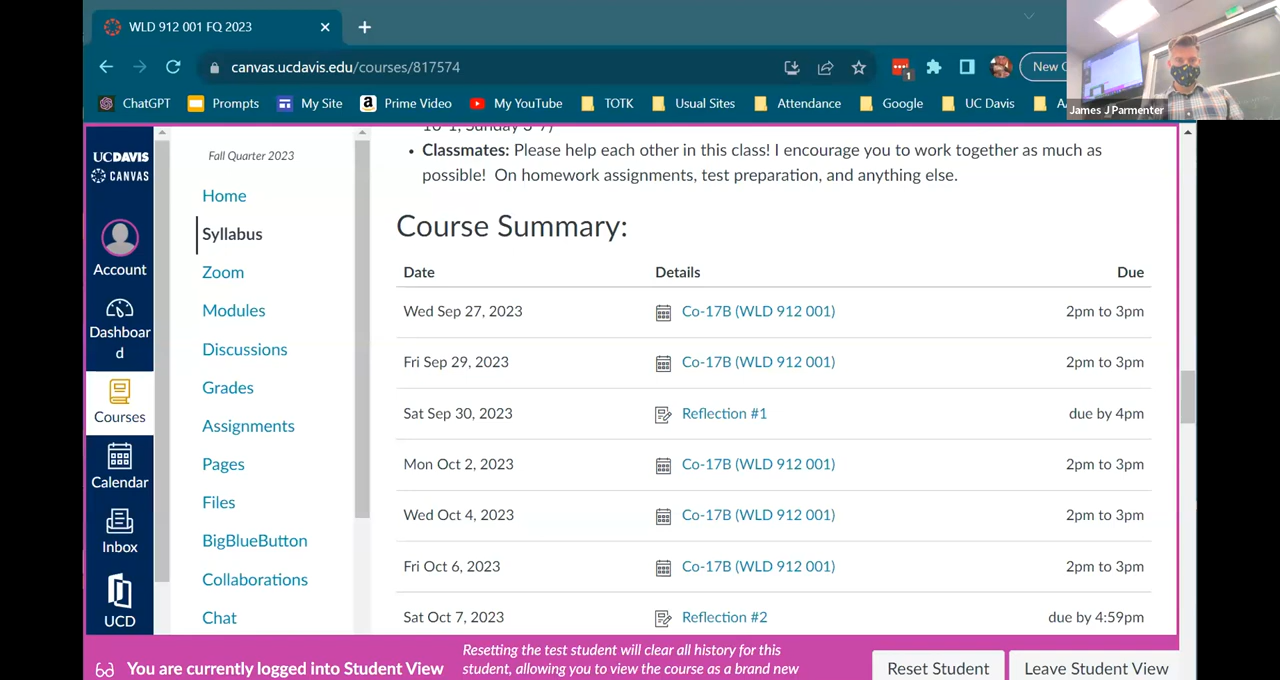 WLD 912 001 FQ 2023
canvas.ucdavis.edu/courses/817574
1
New
ChatGPT
Prompts
My Site
Prime Video
My YouTube
TOTK
Usual Sites
Attendance
Google
UC Davis
James J Parmenter
UCDAVIS
CANVAS
Account
Dashboar
d
Courses
Calendar
Inbox
UCD
Fall Quarter 2023
Home
Syllabus
Zoom
Modules
Discussions
Grades
Assignments
Pages
Files
BigBlueButton
Collaborations
Chat
• Classmates: Please help each other in this class! I encourage you to work together as much as
possible! On homework assignments, test preparation, and anything else.
Course Summary:
Date Details Due
Wed Sep 27, 2023 Co-17B (WLD 912 001) 2pm to 3pm
Fri Sep 29, 2023 Co-17B (WLD 912 001) 2pm to 3pm
Sat Sep 30, 2023 Reflection #1 due by 4pm
Mon Oct 2, 2023 Co-17B (WLD 912 001) 2pm to 3pm
Wed Oct 4, 2023 Co-17B (WLD 912 001) 2pm to 3pm
Fri Oct 6, 2023 Co-17B (WLD 912 001) 2pm to 3pm
Sat Oct 7, 2023 Reflection #2 due by 4:59pm
You are currently logged into Student View
Resetting the test student will clear all history for this
student, allowing you to view the course as a brand new
Reset Student
Leave Student View